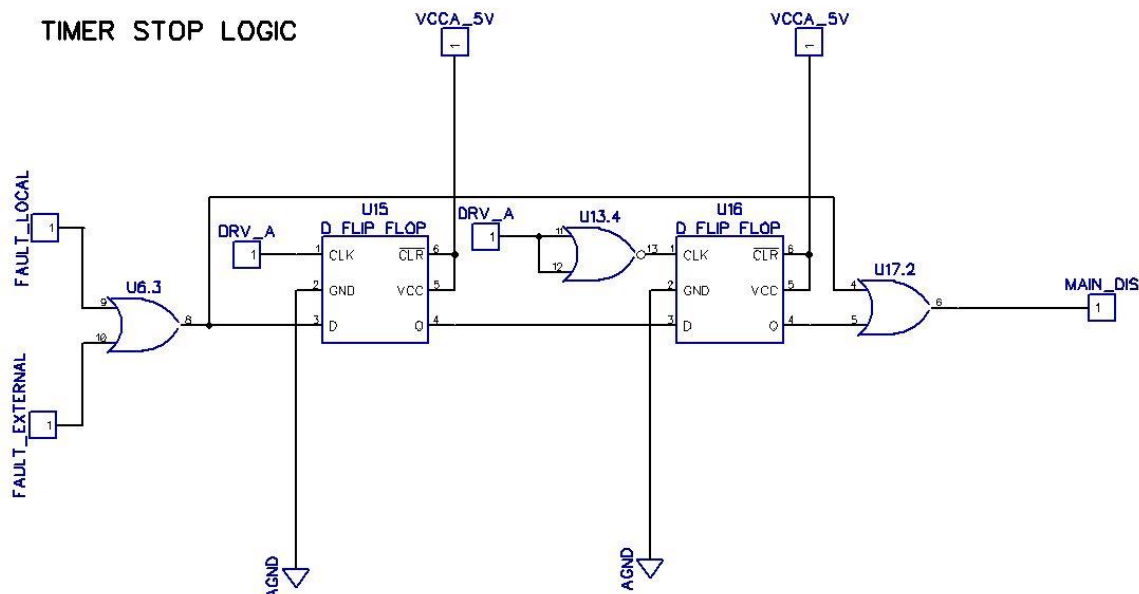 TIMER STOP LOGIC
VCCA_5V
1
VCCA_5V
1
FAULT_LOCAL
1
FAULT_EXTERNAL
1
U6.3
9
10
8
DRV_A
1
U15
D FLIP FLOP
1 CLK CLR 6
2 GND VCC 5
3 D Q 4
AGND
DRV_A
1
U13.4
11
12
13
U16
D FLIP FLOP
1 CLK CLR 6
2 GND VCC 5
3 D Q 4
AGND
U17.2
4
5
6
MAIN_DIS
1